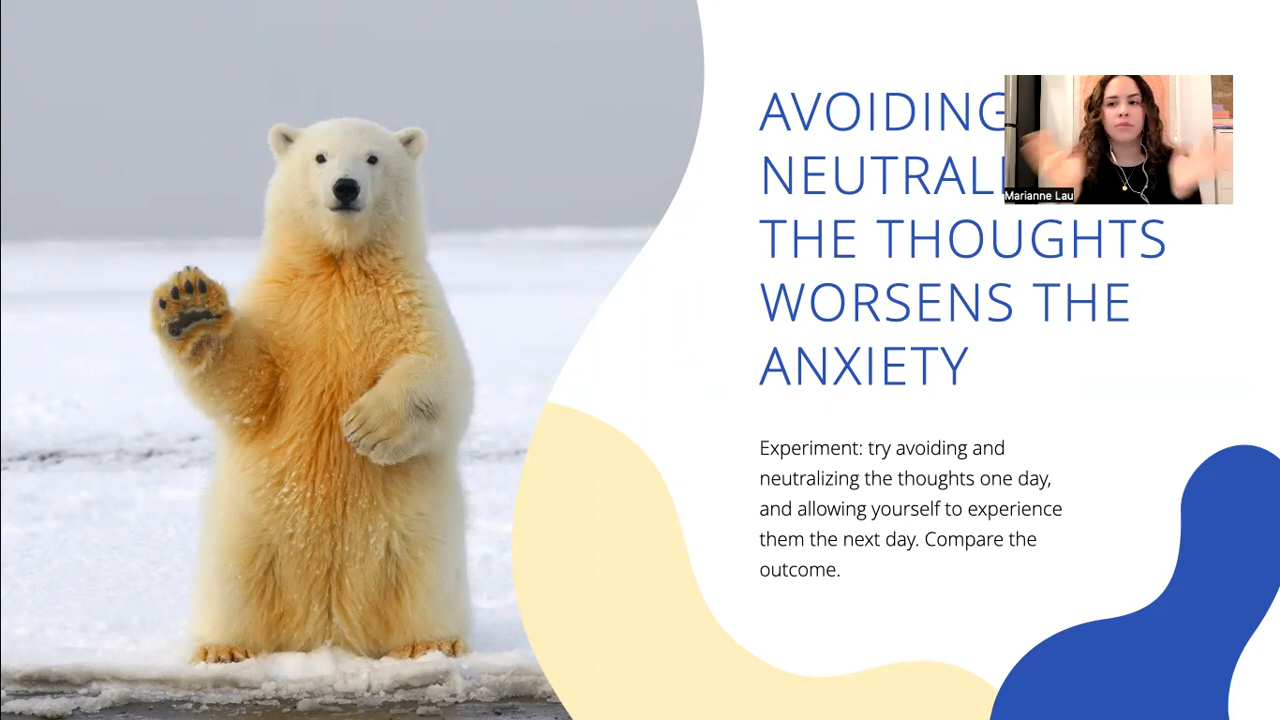 AVOIDING
THE THOUGHTS
WORSENS THE
ANXIETY
Marianne Lau
Experiment: try avoiding and
neutralizing the thoughts one day,
and allowing yourself to experience
them the next day. Compare the
outcome.